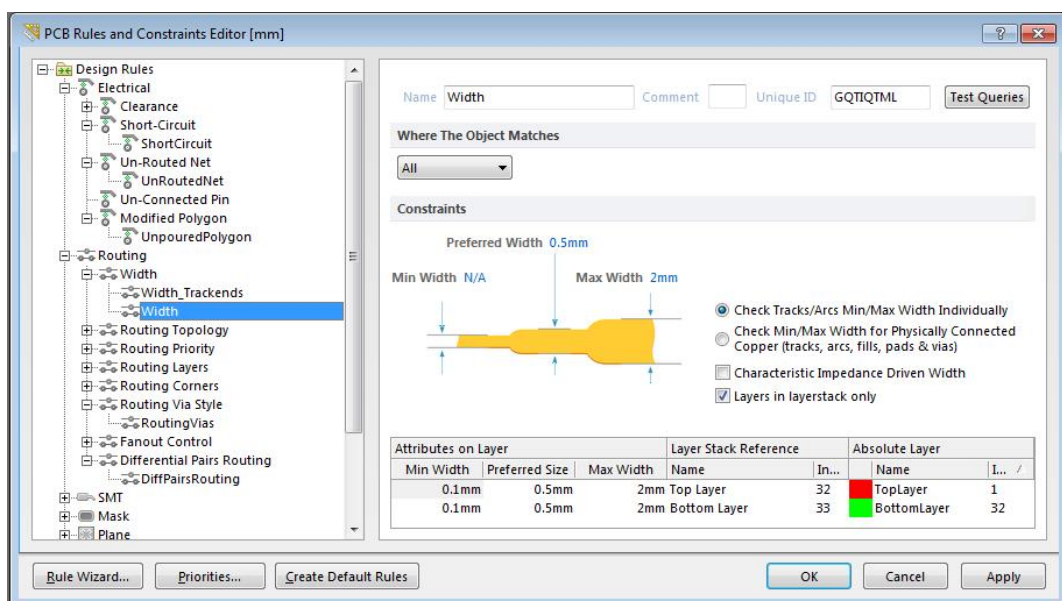 PCB Rules and Constraints Editor [mm]
Design Rules
Electrical
Clearance
Short-Circuit
ShortCircuit
Un-Routed Net
UnRoutedNet
Un-Connected Pin
Modified Polygon
UnpouredPolygon
Routing
Width
Width_Trackends
Width
Routing Topology
Routing Priority
Routing Layers
Routing Corners
Routing Via Style
RoutingVias
Fanout Control
Differential Pairs Routing
DiffPairsRouting
SMT
Mask
Plane
Name Width Comment Unique ID GQTIQTML Test Queries
Where The Object Matches
All
Constraints
Preferred Width 0.5mm
Min Width N/A Max Width 2mm
Check Tracks/Arcs Min/Max Width Individually
Check Min/Max Width for Physically Connected
Copper (tracks, arcs, fills, pads & vias)
Characteristic Impedance Driven Width
Layers in layerstack only
Attributes on Layer Layer Stack Reference Absolute Layer
Min Width Preferred Size Max Width Name In... Name I...
0.1mm 0.5mm 2mm Top Layer 32 TopLayer 1
0.1mm 0.5mm 2mm Bottom Layer 33 BottomLayer 32
Rule Wizard... Priorities... Create Default Rules OK Cancel Apply